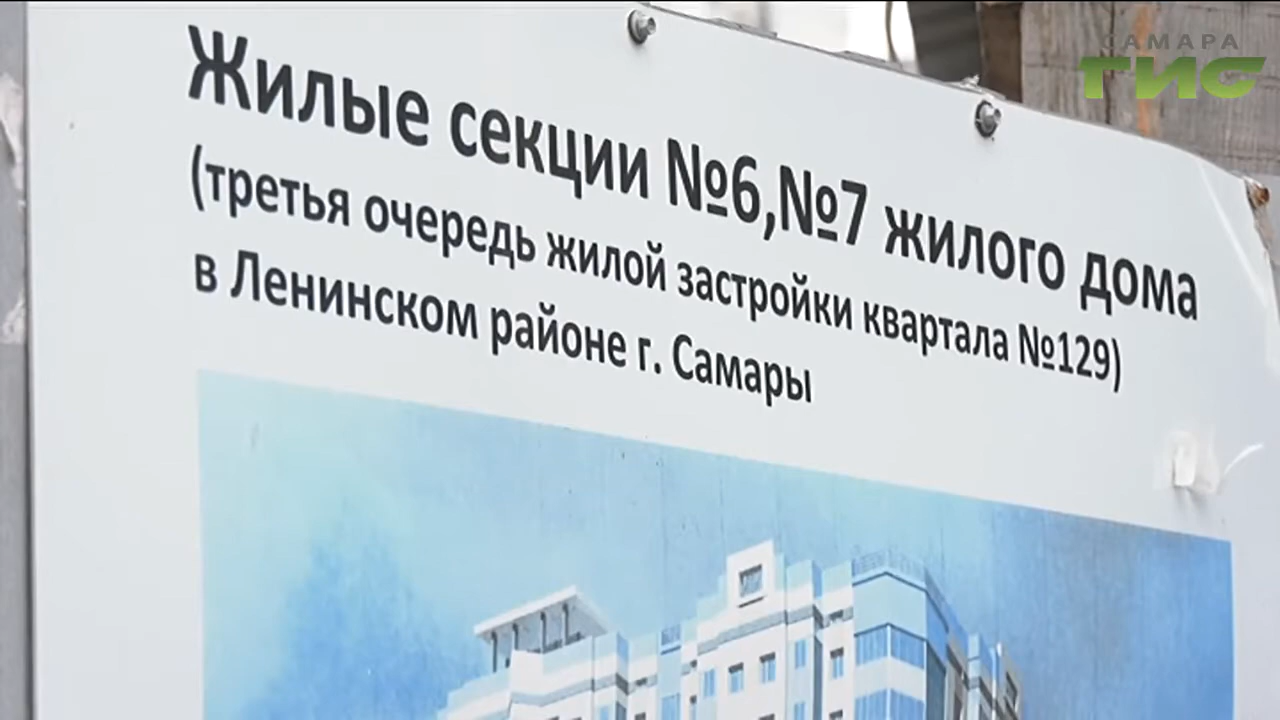 САМАРА
ГИС
Жилые секции №6,№7 жилого дома
(третья очередь жилой застройки квартала №129)
в Ленинском районе г. Самары